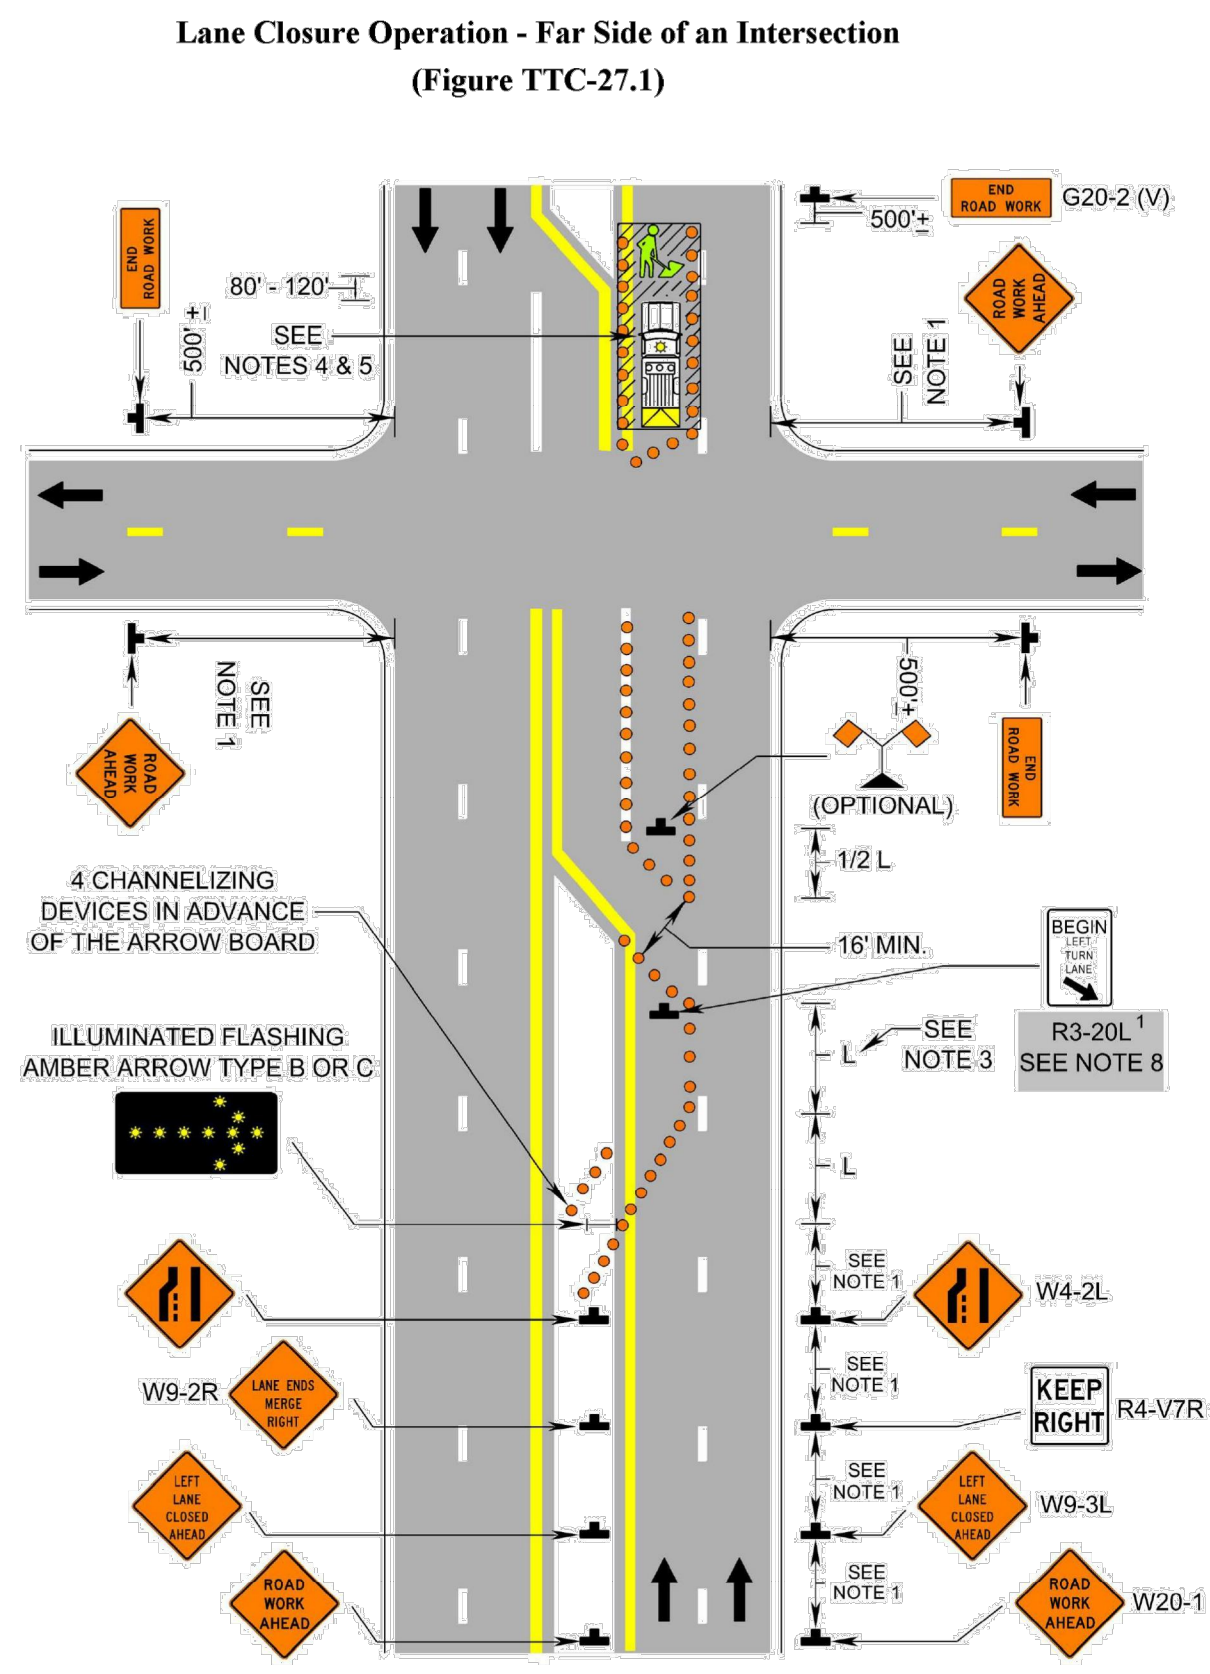 Lane Closure Operation - Far Side of an Intersection
(Figure TTC-27.1)
END
ROAD WORK
G20-2 (V)
500'±
END
ROAD WORK
80' - 120'
500'±
SEE
NOTES 4 & 5
ROAD
WORK
AHEAD
SEE
NOTE 1
SEE
NOTE 1
ROAD
WORK
AHEAD
500'±
END
ROAD WORK
(OPTIONAL)
1/2 L
4 CHANNELIZING
DEVICES IN ADVANCE
OF THE ARROW BOARD
16' MIN.
BEGIN
LEFT
TURN
LANE
R3-20L 1
SEE NOTE 8
SEE
NOTE 3
L
ILLUMINATED FLASHING
AMBER ARROW TYPE B OR C
L
SEE
NOTE 1
W4-2L
SEE
NOTE 1
W9-2R
LANE ENDS
MERGE
RIGHT
KEEP
RIGHT
R4-V7R
SEE
NOTE 1
LEFT
LANE
CLOSED
AHEAD
LEFT
LANE
CLOSED
AHEAD
W9-3L
SEE
NOTE 1
ROAD
WORK
AHEAD
ROAD
WORK
AHEAD
W20-1